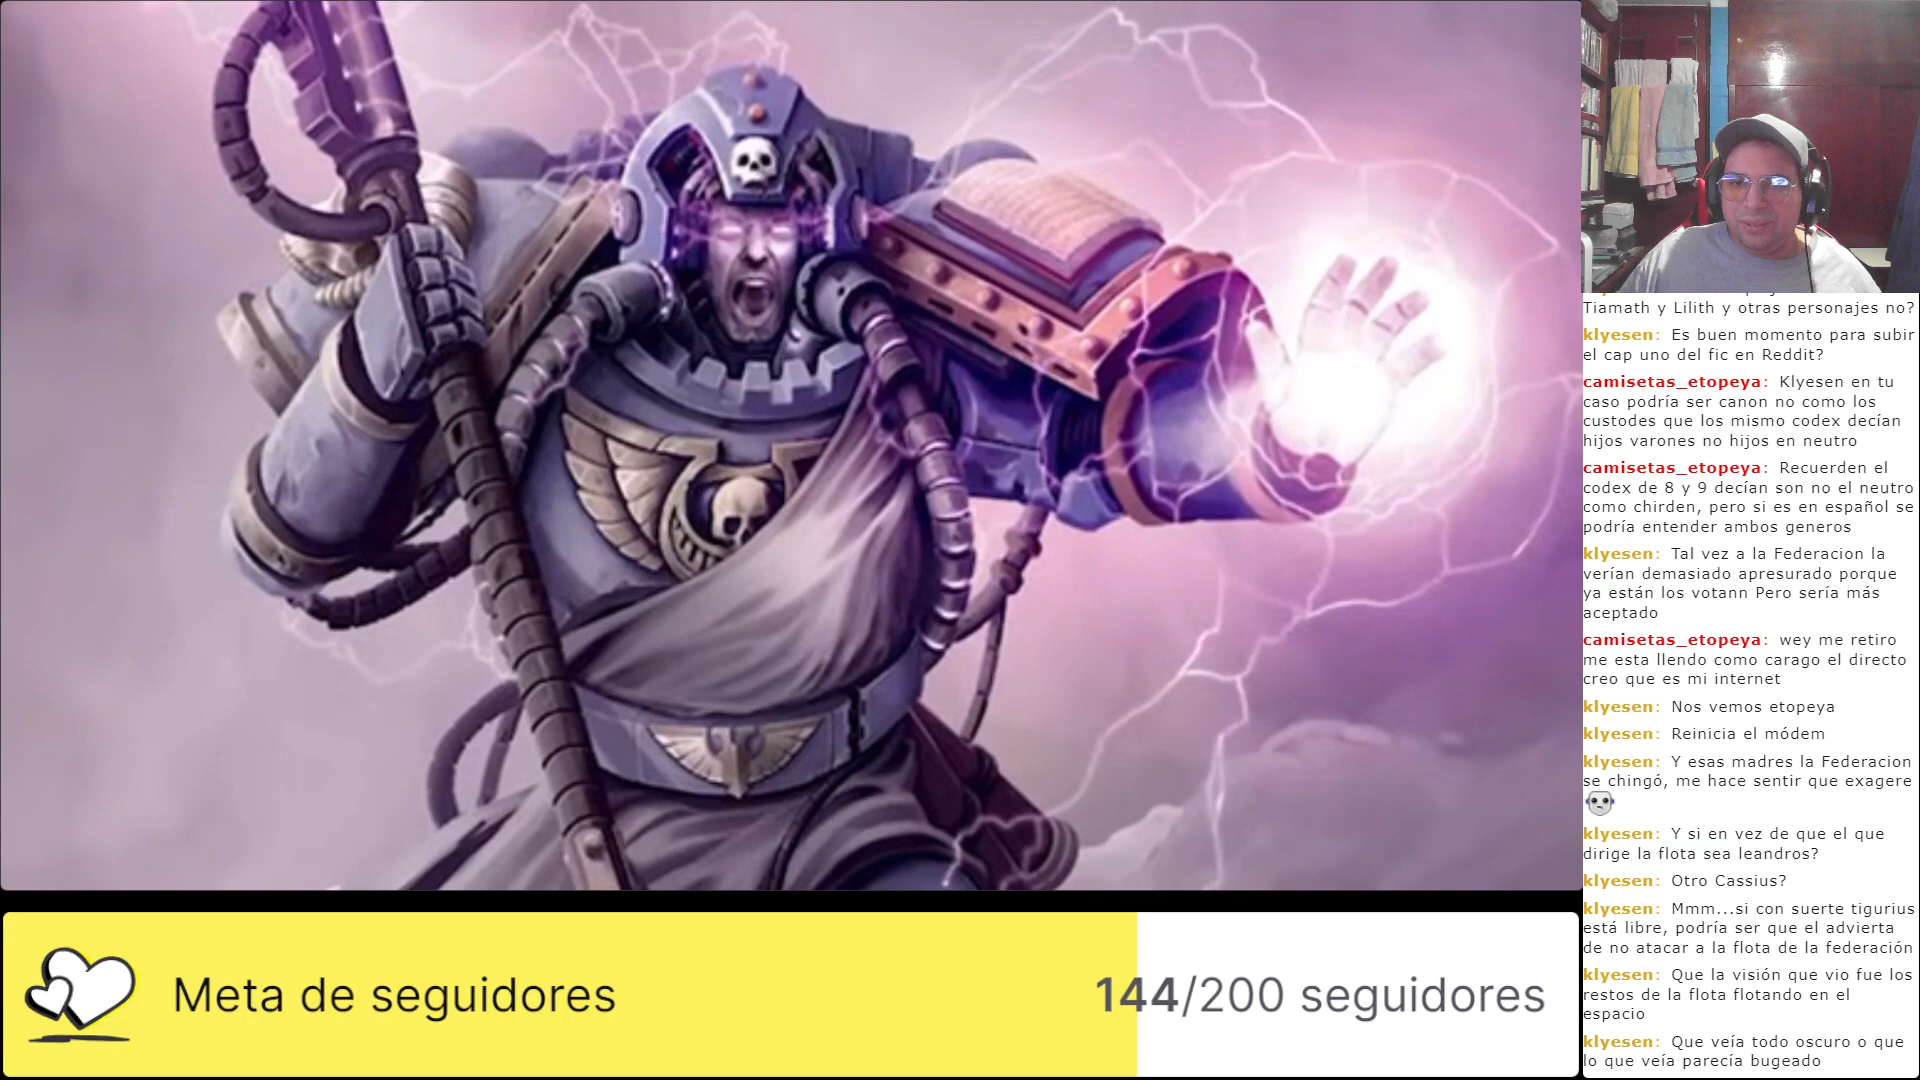 Tiamath y Lilith y otras personajes no?
klyesen: Es buen momento para subir
el cap uno del fic en Reddit?
camisetas_etopeya: Klyesen en tu
caso podría ser canon no como los
custodes que los mismo codex decían
hijos varones no hijos en neutro
camisetas_etopeya: Recuerden el
codex de 8 y 9 decían son no el neutro
como chirden, pero si es en español se
podría entender ambos generos
klyesen: Tal vez a la Federacion la
verían demasiado apresurado porque
ya están los votann Pero sería más
aceptado
camisetas_etopeya: wey me retiro
me esta llendo como carago el directo
creo que es mi internet
klyesen: Nos vemos etopeya
klyesen: Reinicia el módem
klyesen: Y esas madres la Federacion
se chingó, me hace sentir que exagere
klyesen: Y si en vez de que el que
dirige la flota sea leandros?
klyesen: Otro Cassius?
klyesen: Mmm...si con suerte tigurius
está libre, podría ser que el advierta
de no atacar a la flota de la federación
klyesen: Que la visión que vio fue los
restos de la flota flotando en el
espacio
klyesen: Que veía todo oscuro o que
lo que veía parecía bugeado
Meta de seguidores
144/200 seguidores